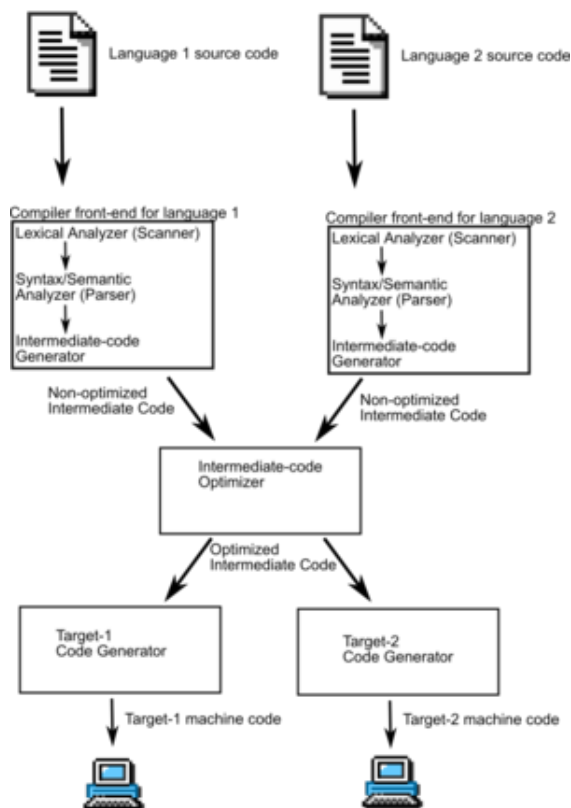 Language 1 source code
Language 2 source code
Compiler front-end for language 1
Lexical Analyzer (Scanner)
Syntax/Semantic
Analyzer (Parser)
Intermediate-code
Generator
Compiler front-end for language 2
Lexical Analyzer (Scanner)
Syntax/Semantic
Analyzer (Parser)
Intermediate-code
Generator
Non-optimized
Intermediate Code
Non-optimized
Intermediate Code
Intermediate-code
Optimizer
Optimized
Intermediate Code
Target-1
Code Generator
Target-2
Code Generator
Target-1 machine code
Target-2 machine code